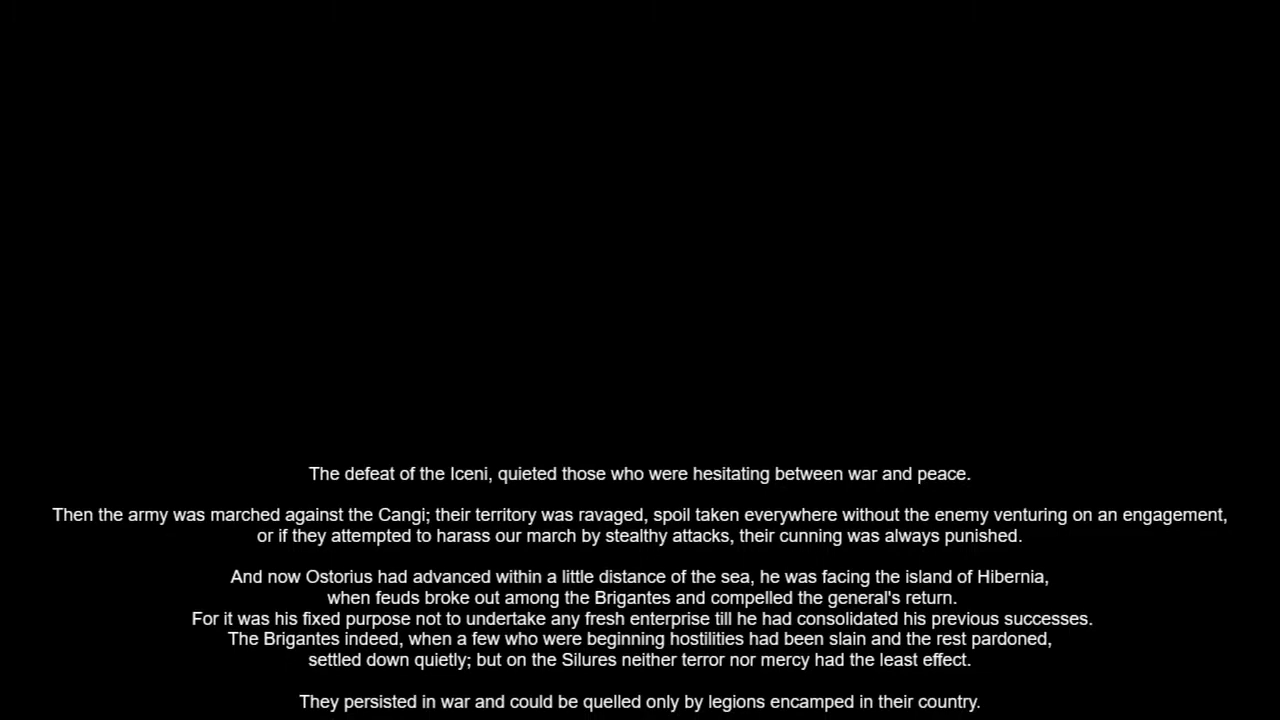 The defeat of the Iceni, quieted those who were hesitating between war and peace.
Then the army was marched against the Cangi; their territory was ravaged, spoil taken everywhere without the enemy venturing on an engagement,
or if they attempted to harass our march by stealthy attacks, their cunning was always punished.
And now Ostorius had advanced within a little distance of the sea, he was facing the island of Hibernia,
when feuds broke out among the Brigantes and compelled the general's return.
For it was his fixed purpose not to undertake any fresh enterprise till he had consolidated his previous successes.
The Brigantes indeed, when a few who were beginning hostilities had been slain and the rest pardoned,
settled down quietly; but on the Silures neither terror nor mercy had the least effect.
They persisted in war and could be quelled only by legions encamped in their country.